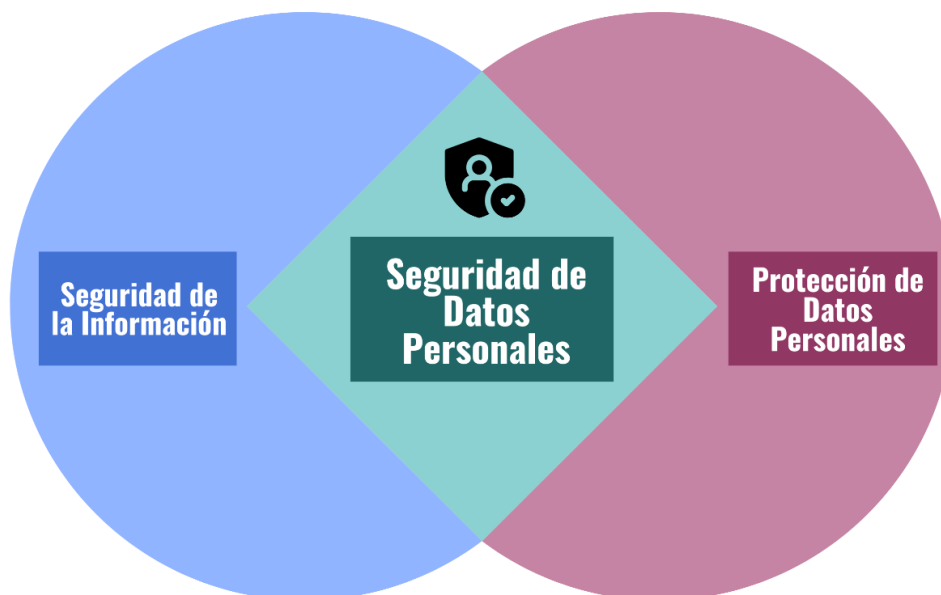 Seguridad de
la Información
Seguridad de
Datos
Personales
Protección de
Datos
Personales